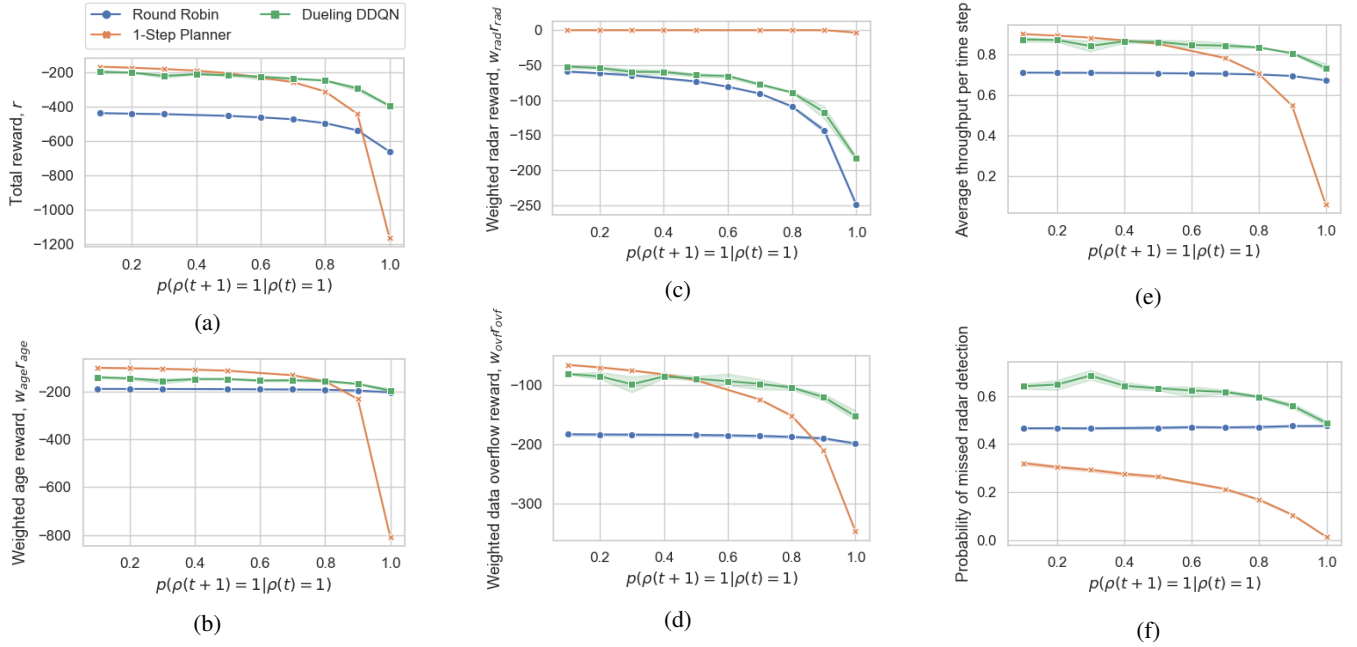 Round Robin
1-Step Planner
Dueling DDQN
−200
−400
−600
−800
−1000
−1200
Total reward, r
0.2 0.4 0.6 0.8 1.0
p(ρ(t + 1) = 1|ρ(t) = 1)
(a)
−200
−400
−600
−800
Weighted age reward, w_age r_age
0.2 0.4 0.6 0.8 1.0
p(ρ(t + 1) = 1|ρ(t) = 1)
(b)
0
−50
−100
−150
−200
−250
Weighted radar reward, w_rad r_rad
0.2 0.4 0.6 0.8 1.0
p(ρ(t + 1) = 1|ρ(t) = 1)
(c)
−100
−200
−300
Weighted data overflow reward, w_ovf r_ovf
0.2 0.4 0.6 0.8 1.0
p(ρ(t + 1) = 1|ρ(t) = 1)
(d)
0.8
0.6
0.4
0.2
Average throughput per time step
0.2 0.4 0.6 0.8 1.0
p(ρ(t + 1) = 1|ρ(t) = 1)
(e)
0.6
0.4
0.2
0.0
Probability of missed radar detection
0.2 0.4 0.6 0.8 1.0
p(ρ(t + 1) = 1|ρ(t) = 1)
(f)